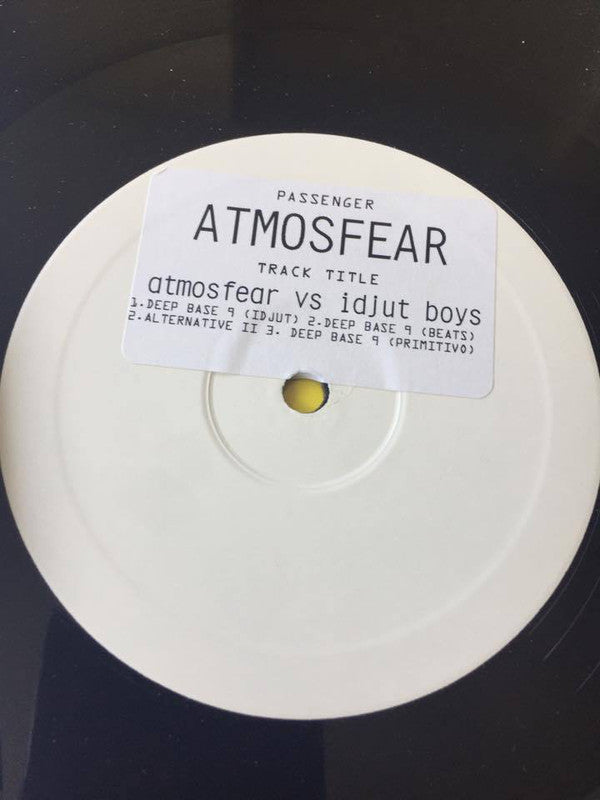 PASSENGER
ATMOSFEAR
TRACK TITLE
atmosfear vs idjut boys
1.DEEP BASE 9 (IDJUT) 2.DEEP BASE 9 (BEATS)
2.ALTERNATIVE II 3. DEEP BASE 9 (PRIMITIVO)